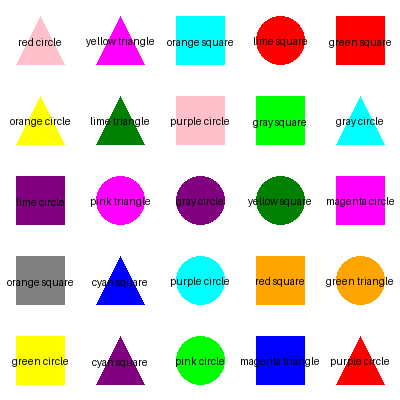 red circle yellow triangle orange square lime square green square
orange circle lime triangle purple circle gray square gray circle
lime circle pink triangle gray circle yellow square magenta circle
orange square cyan square purple circle red square green triangle
green circle cyan square pink circle magenta triangle purple circle